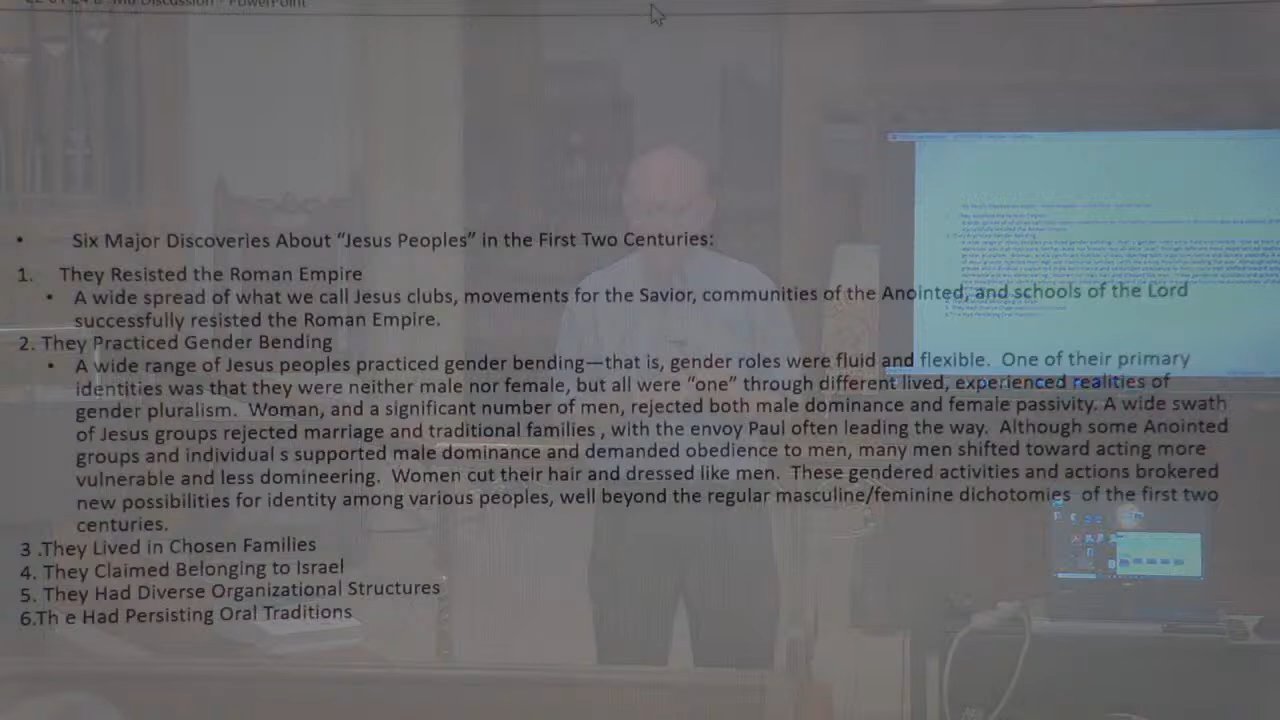 Discussion - PowerPoint
• Six Major Discoveries About “Jesus Peoples” in the First Two Centuries:
1. They Resisted the Roman Empire
• A wide spread of what we call Jesus clubs, movements for the Savior, communities of the Anointed, and schools of the Lord
successfully resisted the Roman Empire.
2. They Practiced Gender Bending
• A wide range of Jesus peoples practiced gender bending—that is, gender roles were fluid and flexible. One of their primary
identities was that they were neither male nor female, but all were “one” through different lived, experienced realities of
gender pluralism. Woman, and a significant number of men, rejected both male dominance and female passivity. A wide swath
of Jesus groups rejected marriage and traditional families , with the envoy Paul often leading the way. Although some Anointed
groups and individual s supported male dominance and demanded obedience to men, many men shifted toward acting more
vulnerable and less domineering. Women cut their hair and dressed like men. These gendered activities and actions brokered
new possibilities for identity among various peoples, well beyond the regular masculine/feminine dichotomies of the first two
centuries.
3 .They Lived in Chosen Families
4. They Claimed Belonging to Israel
5. They Had Diverse Organizational Structures
6.Th e Had Persisting Oral Traditions